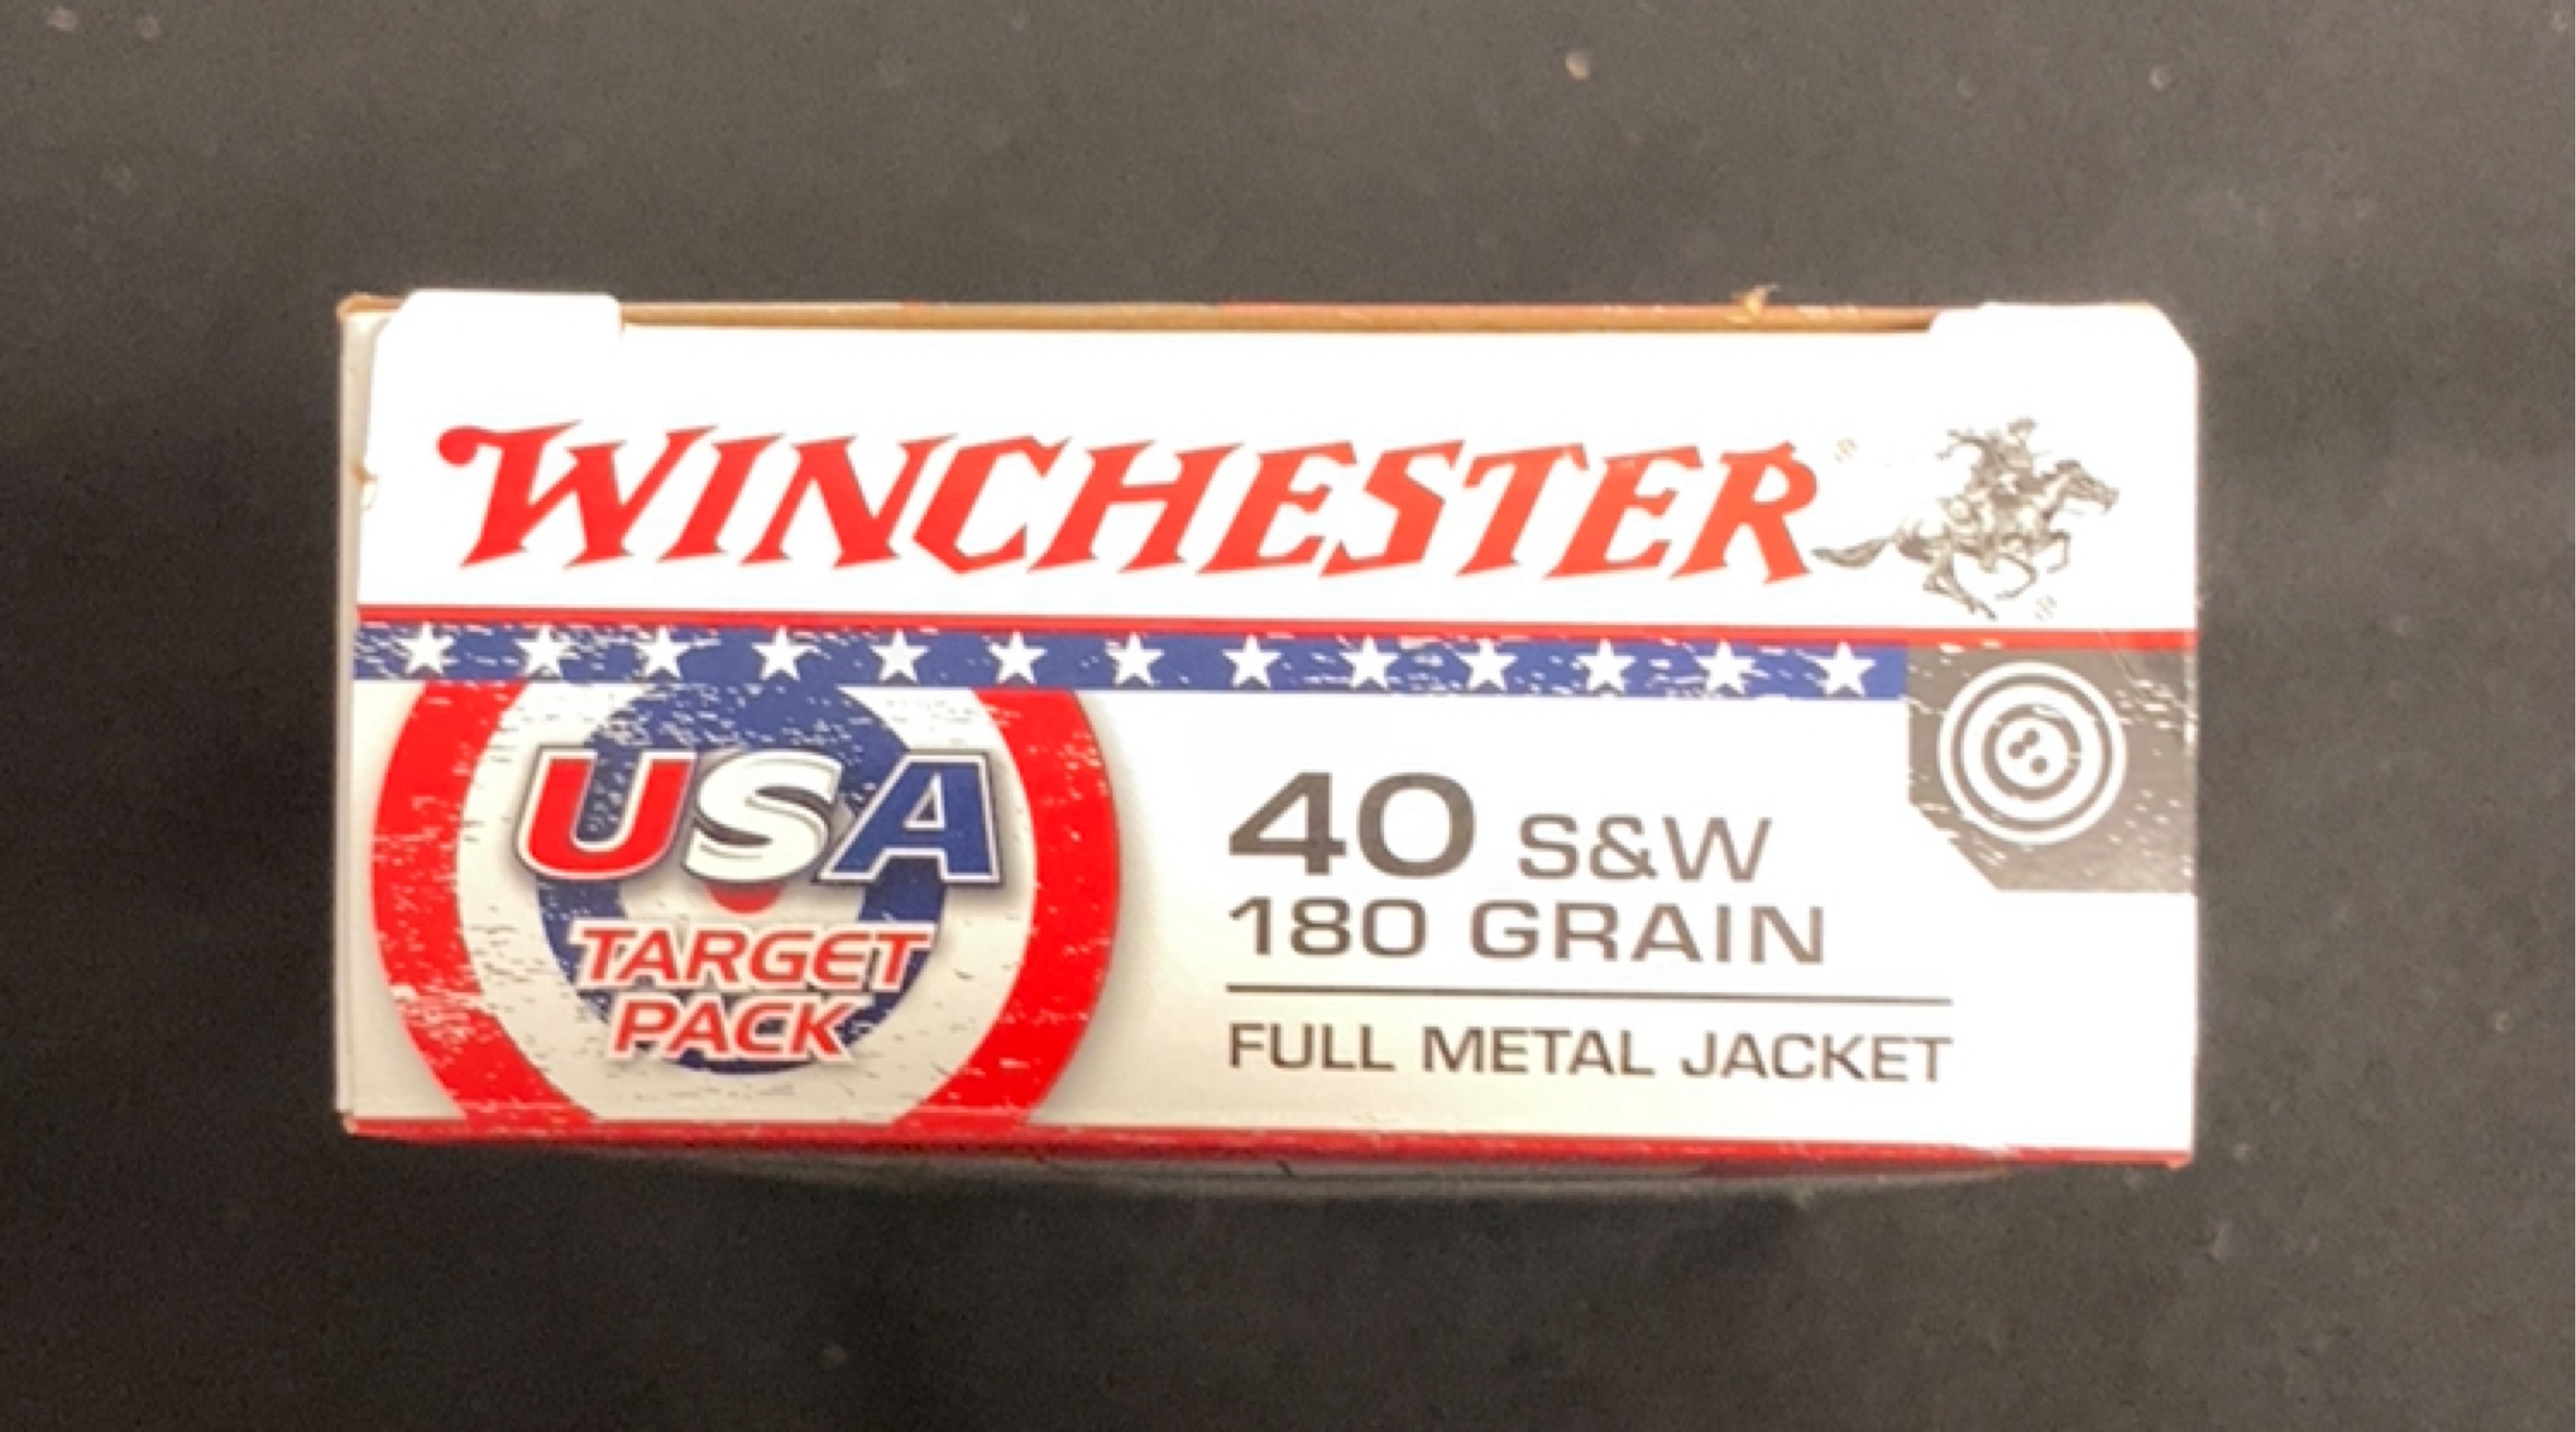 WINCHESTER
USA
TARGET
PACK
40 S&W
180 GRAIN
FULL METAL JACKET